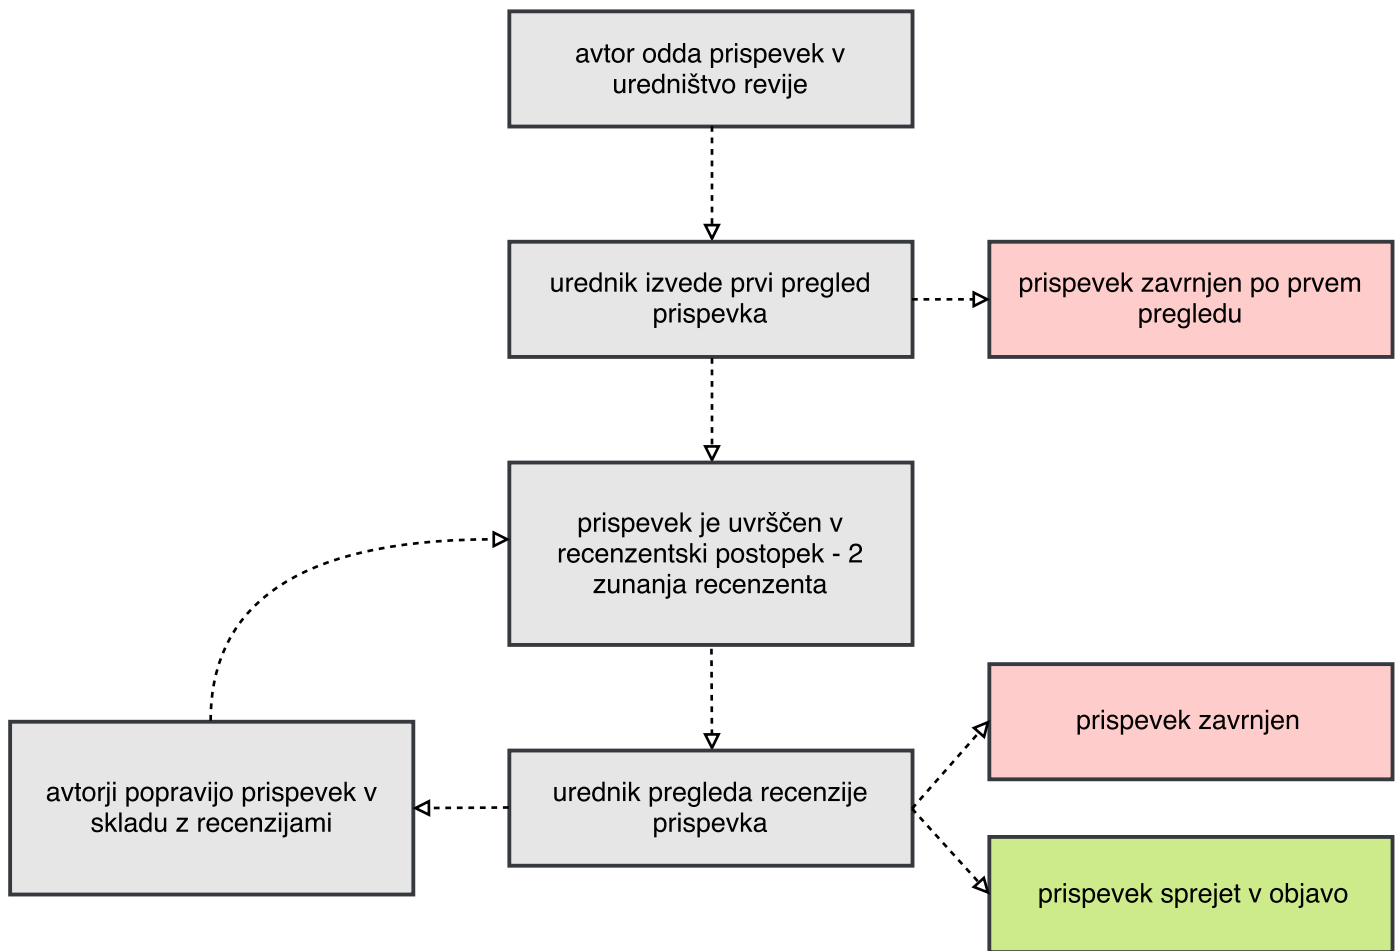 avtor odda prispevek v
uredništvo revije
urednik izvede prvi pregled
prispevka
prispevek zavrnjen po prvem
pregledu
prispevek je uvrščen v
recenzentski postopek - 2
zunanja recenzenta
prispevek zavrnjen
avtorji popravijo prispevek v
skladu z recenzijami
urednik pregleda recenzije
prispevka
prispevek sprejet v objavo